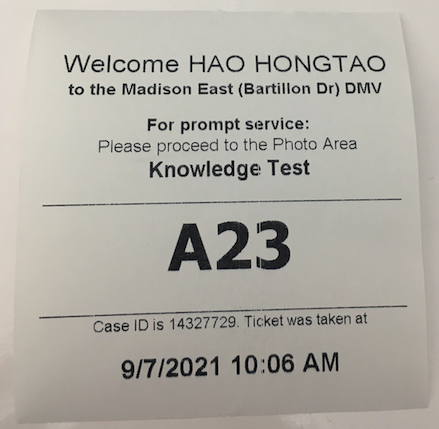 Welcome HAO HONGTAO
to the Madison East (Bartillon Dr) DMV
For prompt service:
Please proceed to the Photo Area
Knowledge Test
A23
Case ID is 14327729. Ticket was taken at
9/7/2021 10:06 AM